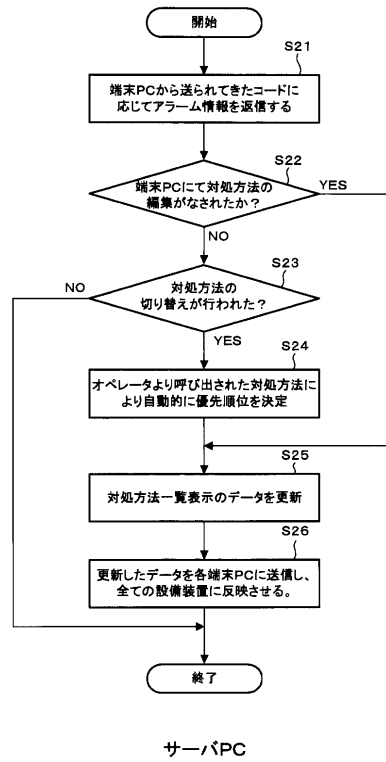 開始
S21
端末PCから送られてきたコードに
応じてアラーム情報を返信する
S22
端末PCにて対処方法の
編集がなされたか?
YES
NO
S23
対処方法の
切り替えが行われた?
NO
YES
S24
オペレータより呼び出された対処方法に
より自動的に優先順位を決定
S25
対処方法一覧表示のデータを更新
S26
更新したデータを各端末PCに送信し、
全ての設備装置に反映させる。
終了
サーバPC